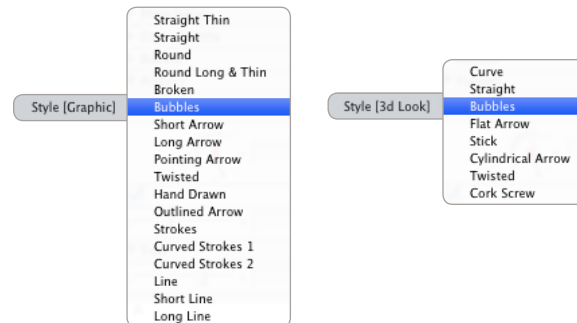 Style [Graphic]
Straight Thin
Straight
Round
Round Long & Thin
Broken
Bubbles
Short Arrow
Long Arrow
Pointing Arrow
Twisted
Hand Drawn
Outlined Arrow
Strokes
Curved Strokes 1
Curved Strokes 2
Line
Short Line
Long Line
Style [3d Look]
Curve
Straight
Bubbles
Flat Arrow
Stick
Cylindrical Arrow
Twisted
Cork Screw